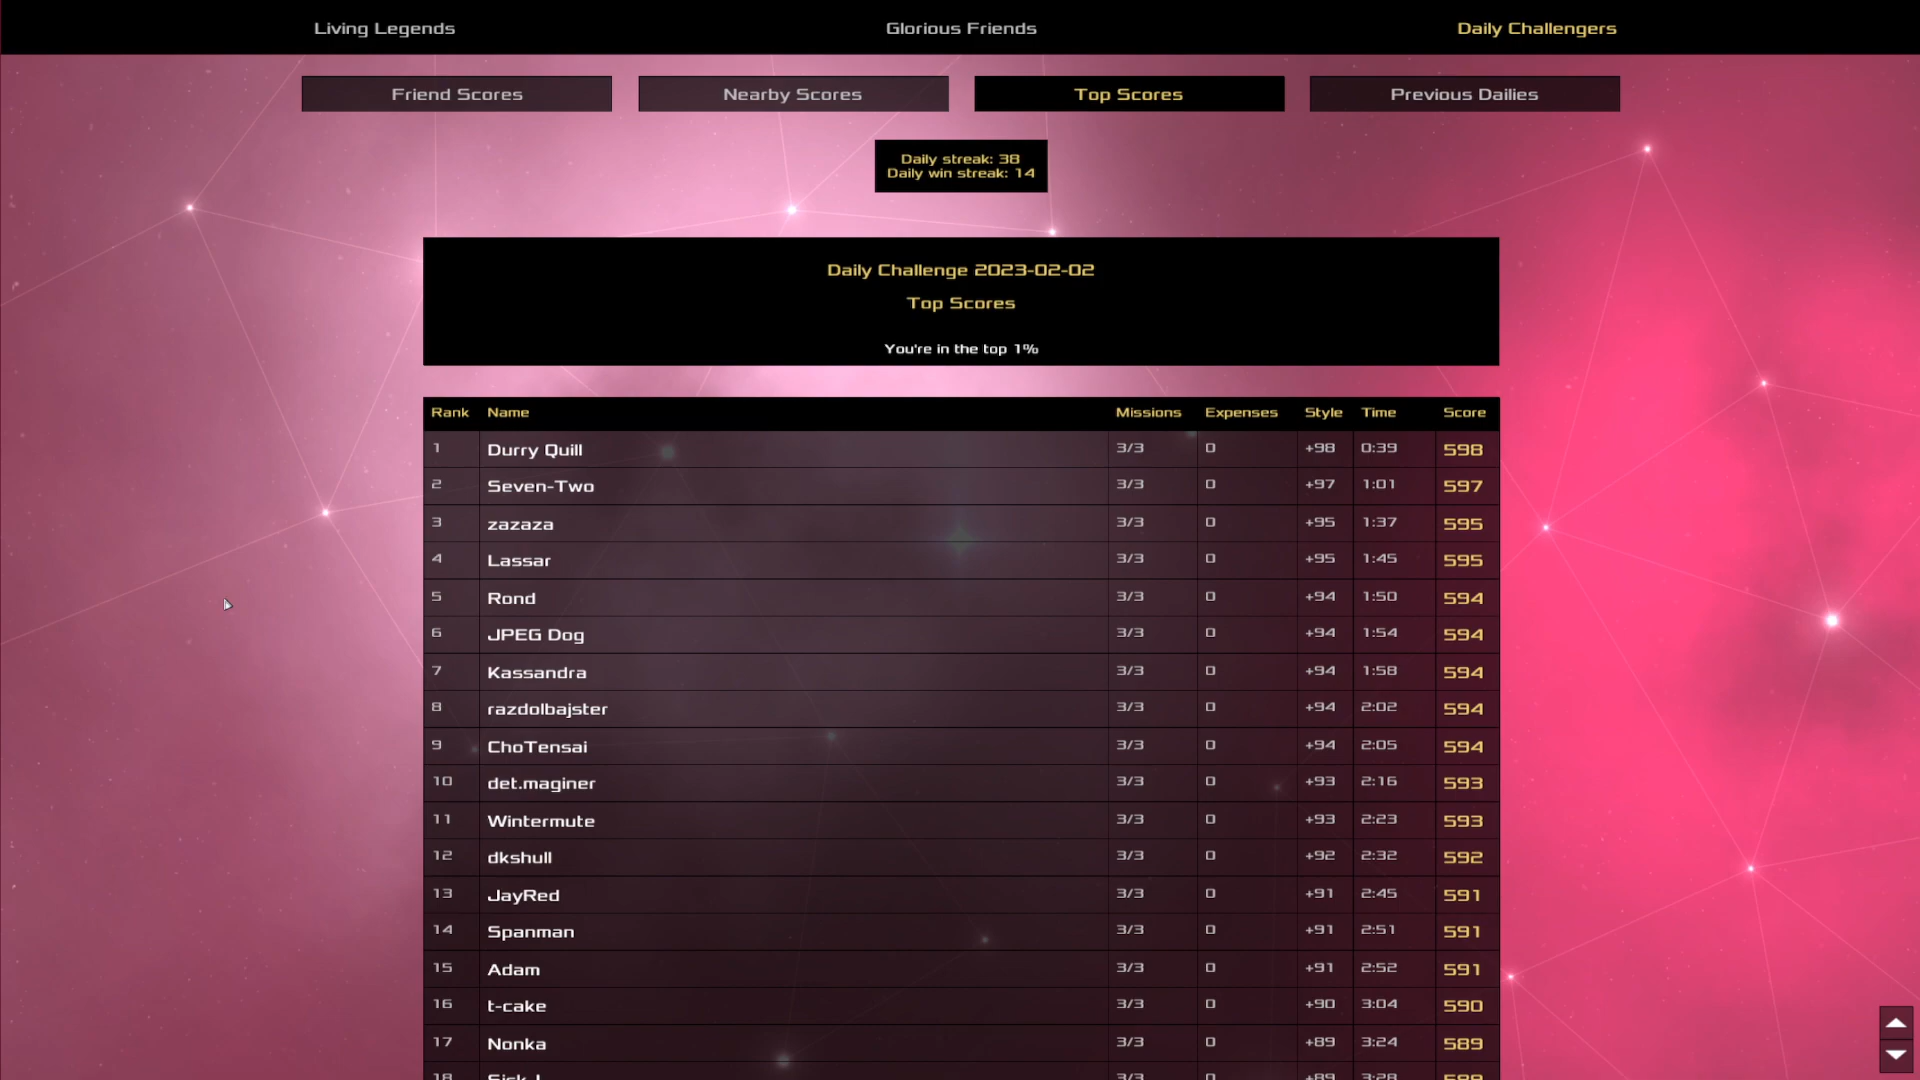 Living Legends Glorious Friends Daily Challengers
Friend Scores Nearby Scores Top Scores Previous Dailies
Daily streak: 38
Daily win streak: 14
Daily Challenge 2023-02-02
Top Scores
You're in the top 1%
Rank Name Missions Expenses Style Time Score
1 Durry Quill 3/3 0 +98 0:39 598
2 Seven-Two 3/3 0 +97 1:01 597
3 zazaza 3/3 0 +95 1:37 595
4 Lassar 3/3 0 +95 1:45 595
5 Rond 3/3 0 +94 1:50 594
6 JPEG Dog 3/3 0 +94 1:54 594
7 Kassandra 3/3 0 +94 1:58 594
8 razdolbajster 3/3 0 +94 2:02 594
9 ChoTensai 3/3 0 +94 2:05 594
10 det.maginer 3/3 0 +93 2:16 593
11 Wintermute 3/3 0 +93 2:23 593
12 dkshull 3/3 0 +92 2:32 592
13 JayRed 3/3 0 +91 2:45 591
14 Spanman 3/3 0 +91 2:51 591
15 Adam 3/3 0 +91 2:52 591
16 t-cake 3/3 0 +90 3:04 590
17 Nonka 3/3 0 +89 3:24 589
18 3/3 0 +89 3:28 589